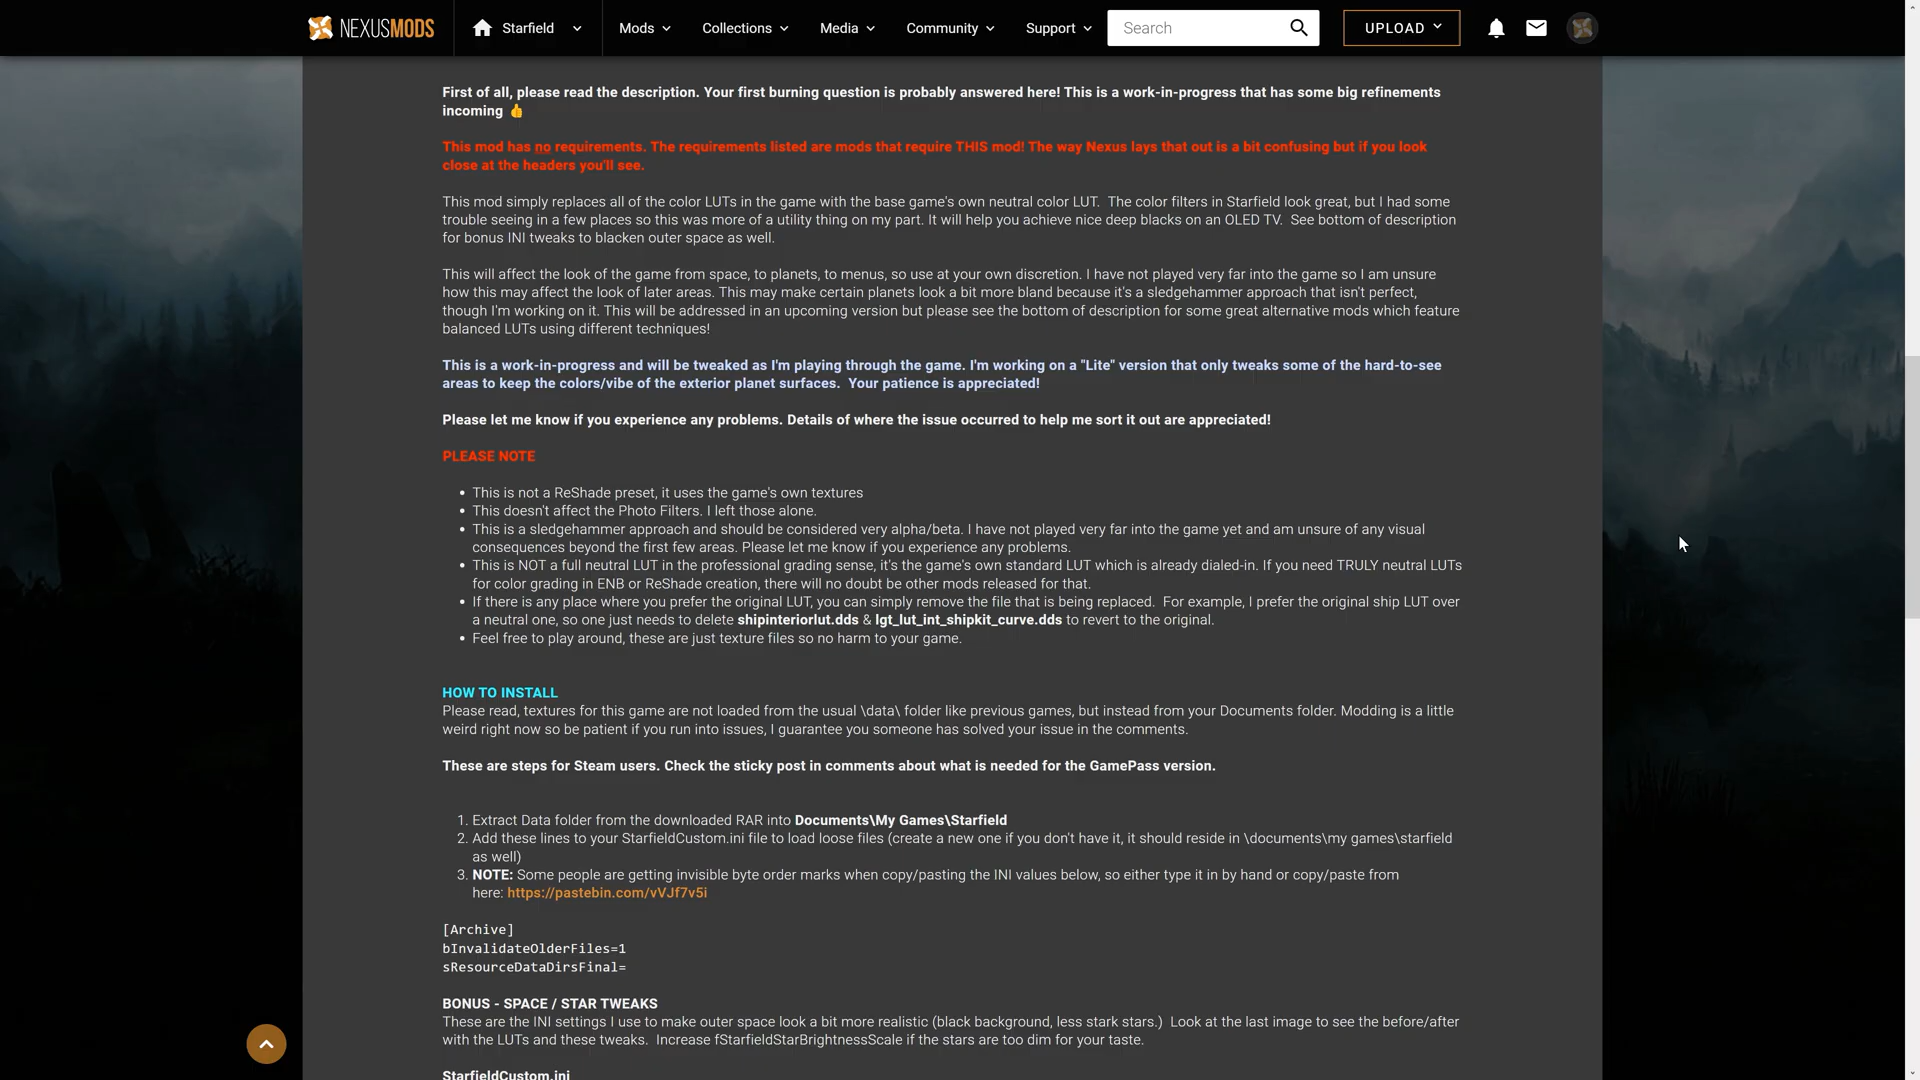 NEXUSMODS
Starfield
Mods
Collections
Media
Community
Support
Search
UPLOAD
First of all, please read the description. Your first burning question is probably answered here! This is a work-in-progress that has some big refinements
incoming 👍
This mod has no requirements. The requirements listed are mods that require THIS mod! The way Nexus lays that out is a bit confusing but if you look
close at the headers you'll see.
This mod simply replaces all of the color LUTs in the game with the base game's own neutral color LUT.  The color filters in Starfield look great, but I had some
trouble seeing in a few places so this was more of a utility thing on my part. It will help you achieve nice deep blacks on an OLED TV.  See bottom of description
for bonus INI tweaks to blacken outer space as well.
This will affect the look of the game from space, to planets, to menus, so use at your own discretion. I have not played very far into the game so I am unsure
how this may affect the look of later areas. This may make certain planets look a bit more bland because it's a sledgehammer approach that isn't perfect,
though I'm working on it. This will be addressed in an upcoming version but please see the bottom of description for some great alternative mods which feature
balanced LUTs using different techniques!
This is a work-in-progress and will be tweaked as I'm playing through the game. I'm working on a "Lite" version that only tweaks some of the hard-to-see
areas to keep the colors/vibe of the exterior planet surfaces.  Your patience is appreciated!
Please let me know if you experience any problems. Details of where the issue occurred to help me sort it out are appreciated!
PLEASE NOTE
• This is not a ReShade preset, it uses the game's own textures
• This doesn't affect the Photo Filters. I left those alone.
• This is a sledgehammer approach and should be considered very alpha/beta. I have not played very far into the game yet and am unsure of any visual
consequences beyond the first few areas. Please let me know if you experience any problems.
• This is NOT a full neutral LUT in the professional grading sense, it's the game's own standard LUT which is already dialed-in. If you need TRULY neutral LUTs
for color grading in ENB or ReShade creation, there will no doubt be other mods released for that.
• If there is any place where you prefer the original LUT, you can simply remove the file that is being replaced.  For example, I prefer the original ship LUT over
a neutral one, so one just needs to delete shipinteriorlut.dds & lgt_lut_int_shipkit_curve.dds to revert to the original.
• Feel free to play around, these are just texture files so no harm to your game.
HOW TO INSTALL
Please read, textures for this game are not loaded from the usual \data\ folder like previous games, but instead from your Documents folder. Modding is a little
weird right now so be patient if you run into issues, I guarantee you someone has solved your issue in the comments.
These are steps for Steam users. Check the sticky post in comments about what is needed for the GamePass version.
1. Extract Data folder from the downloaded RAR into Documents\My Games\Starfield
2. Add these lines to your StarfieldCustom.ini file to load loose files (create a new one if you don't have it, it should reside in \documents\my games\starfield
as well)
3. NOTE: Some people are getting invisible byte order marks when copy/pasting the INI values below, so either type it in by hand or copy/paste from
here: https://pastebin.com/vVJf7v5i
[Archive]
bInvalidateOlderFiles=1
sResourceDataDirsFinal=
BONUS - SPACE / STAR TWEAKS
These are the INI settings I use to make outer space look a bit more realistic (black background, less stark stars.)  Look at the last image to see the before/after
with the LUTs and these tweaks.  Increase fStarfieldStarBrightnessScale if the stars are too dim for your taste.
StarfieldCustom.ini